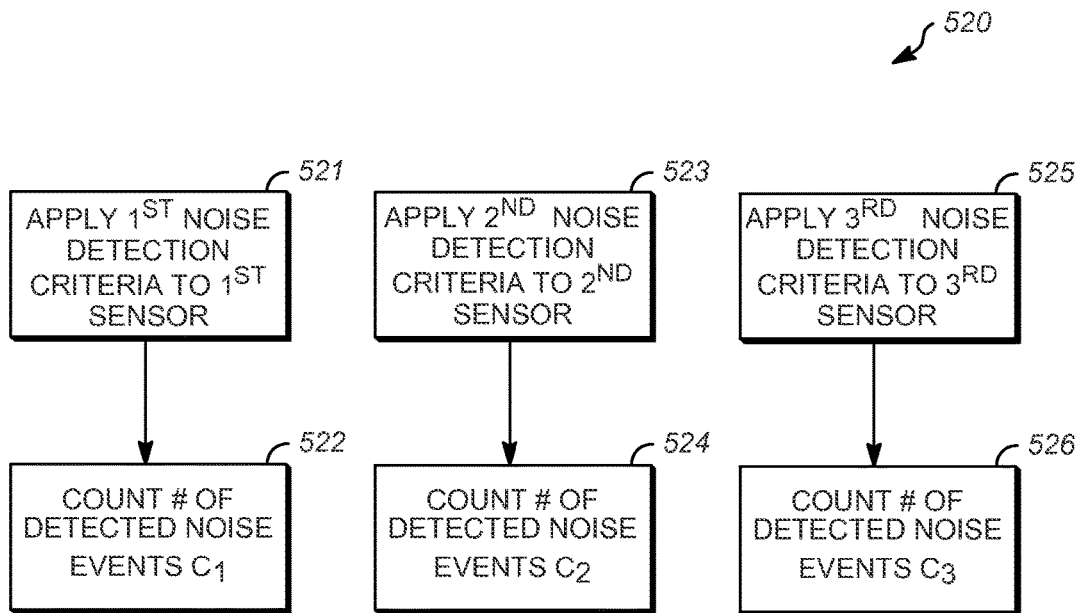 520
521
APPLY 1ST NOISE
DETECTION
CRITERIA TO 1ST
SENSOR
523
APPLY 2ND NOISE
DETECTION
CRITERIA TO 2ND
SENSOR
525
APPLY 3RD NOISE
DETECTION
CRITERIA TO 3RD
SENSOR
522
COUNT # OF
DETECTED NOISE
EVENTS C1
524
COUNT # OF
DETECTED NOISE
EVENTS C2
526
COUNT # OF
DETECTED NOISE
EVENTS C3